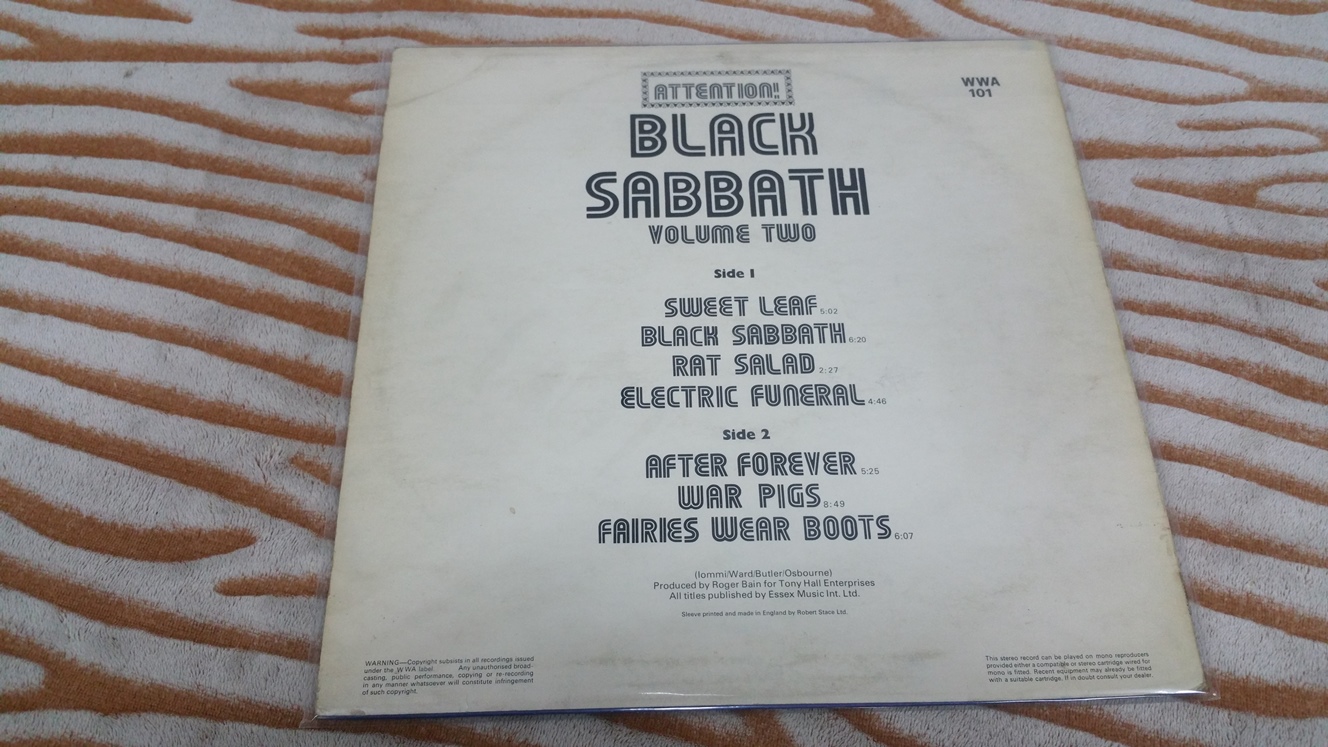 ATTENTION!
WWA
101
BLACK
SABBATH
VOLUME TWO
Side 1
SWEET LEAF 5:02
BLACK SABBATH 6:20
RAT SALAD 2:27
ELECTRIC FUNERAL 4:46
Side 2
AFTER FOREVER 5:25
WAR PIGS 8:49
FAIRIES WEAR BOOTS 6:07
(Iommi/Ward/Butler/Osbourne)
Produced by Roger Bain for Tony Hall Enterprises
All titles published by Essex Music Int. Ltd.
Sleeve printed and made in England by Robert Stace Ltd.
WARNING—Copyright subsists in all recordings issued
under the WWA label. Any unauthorised broad-
casting, public performance, copying or re-recording
in any manner whatsoever will constitute infringement
of such copyright.
This stereo record can be played on mono reproducers
provided either a compatible or stereo cartridge wired for
mono is fitted. Recent equipment may already be fitted
with a suitable cartridge. If in doubt consult your dealer.